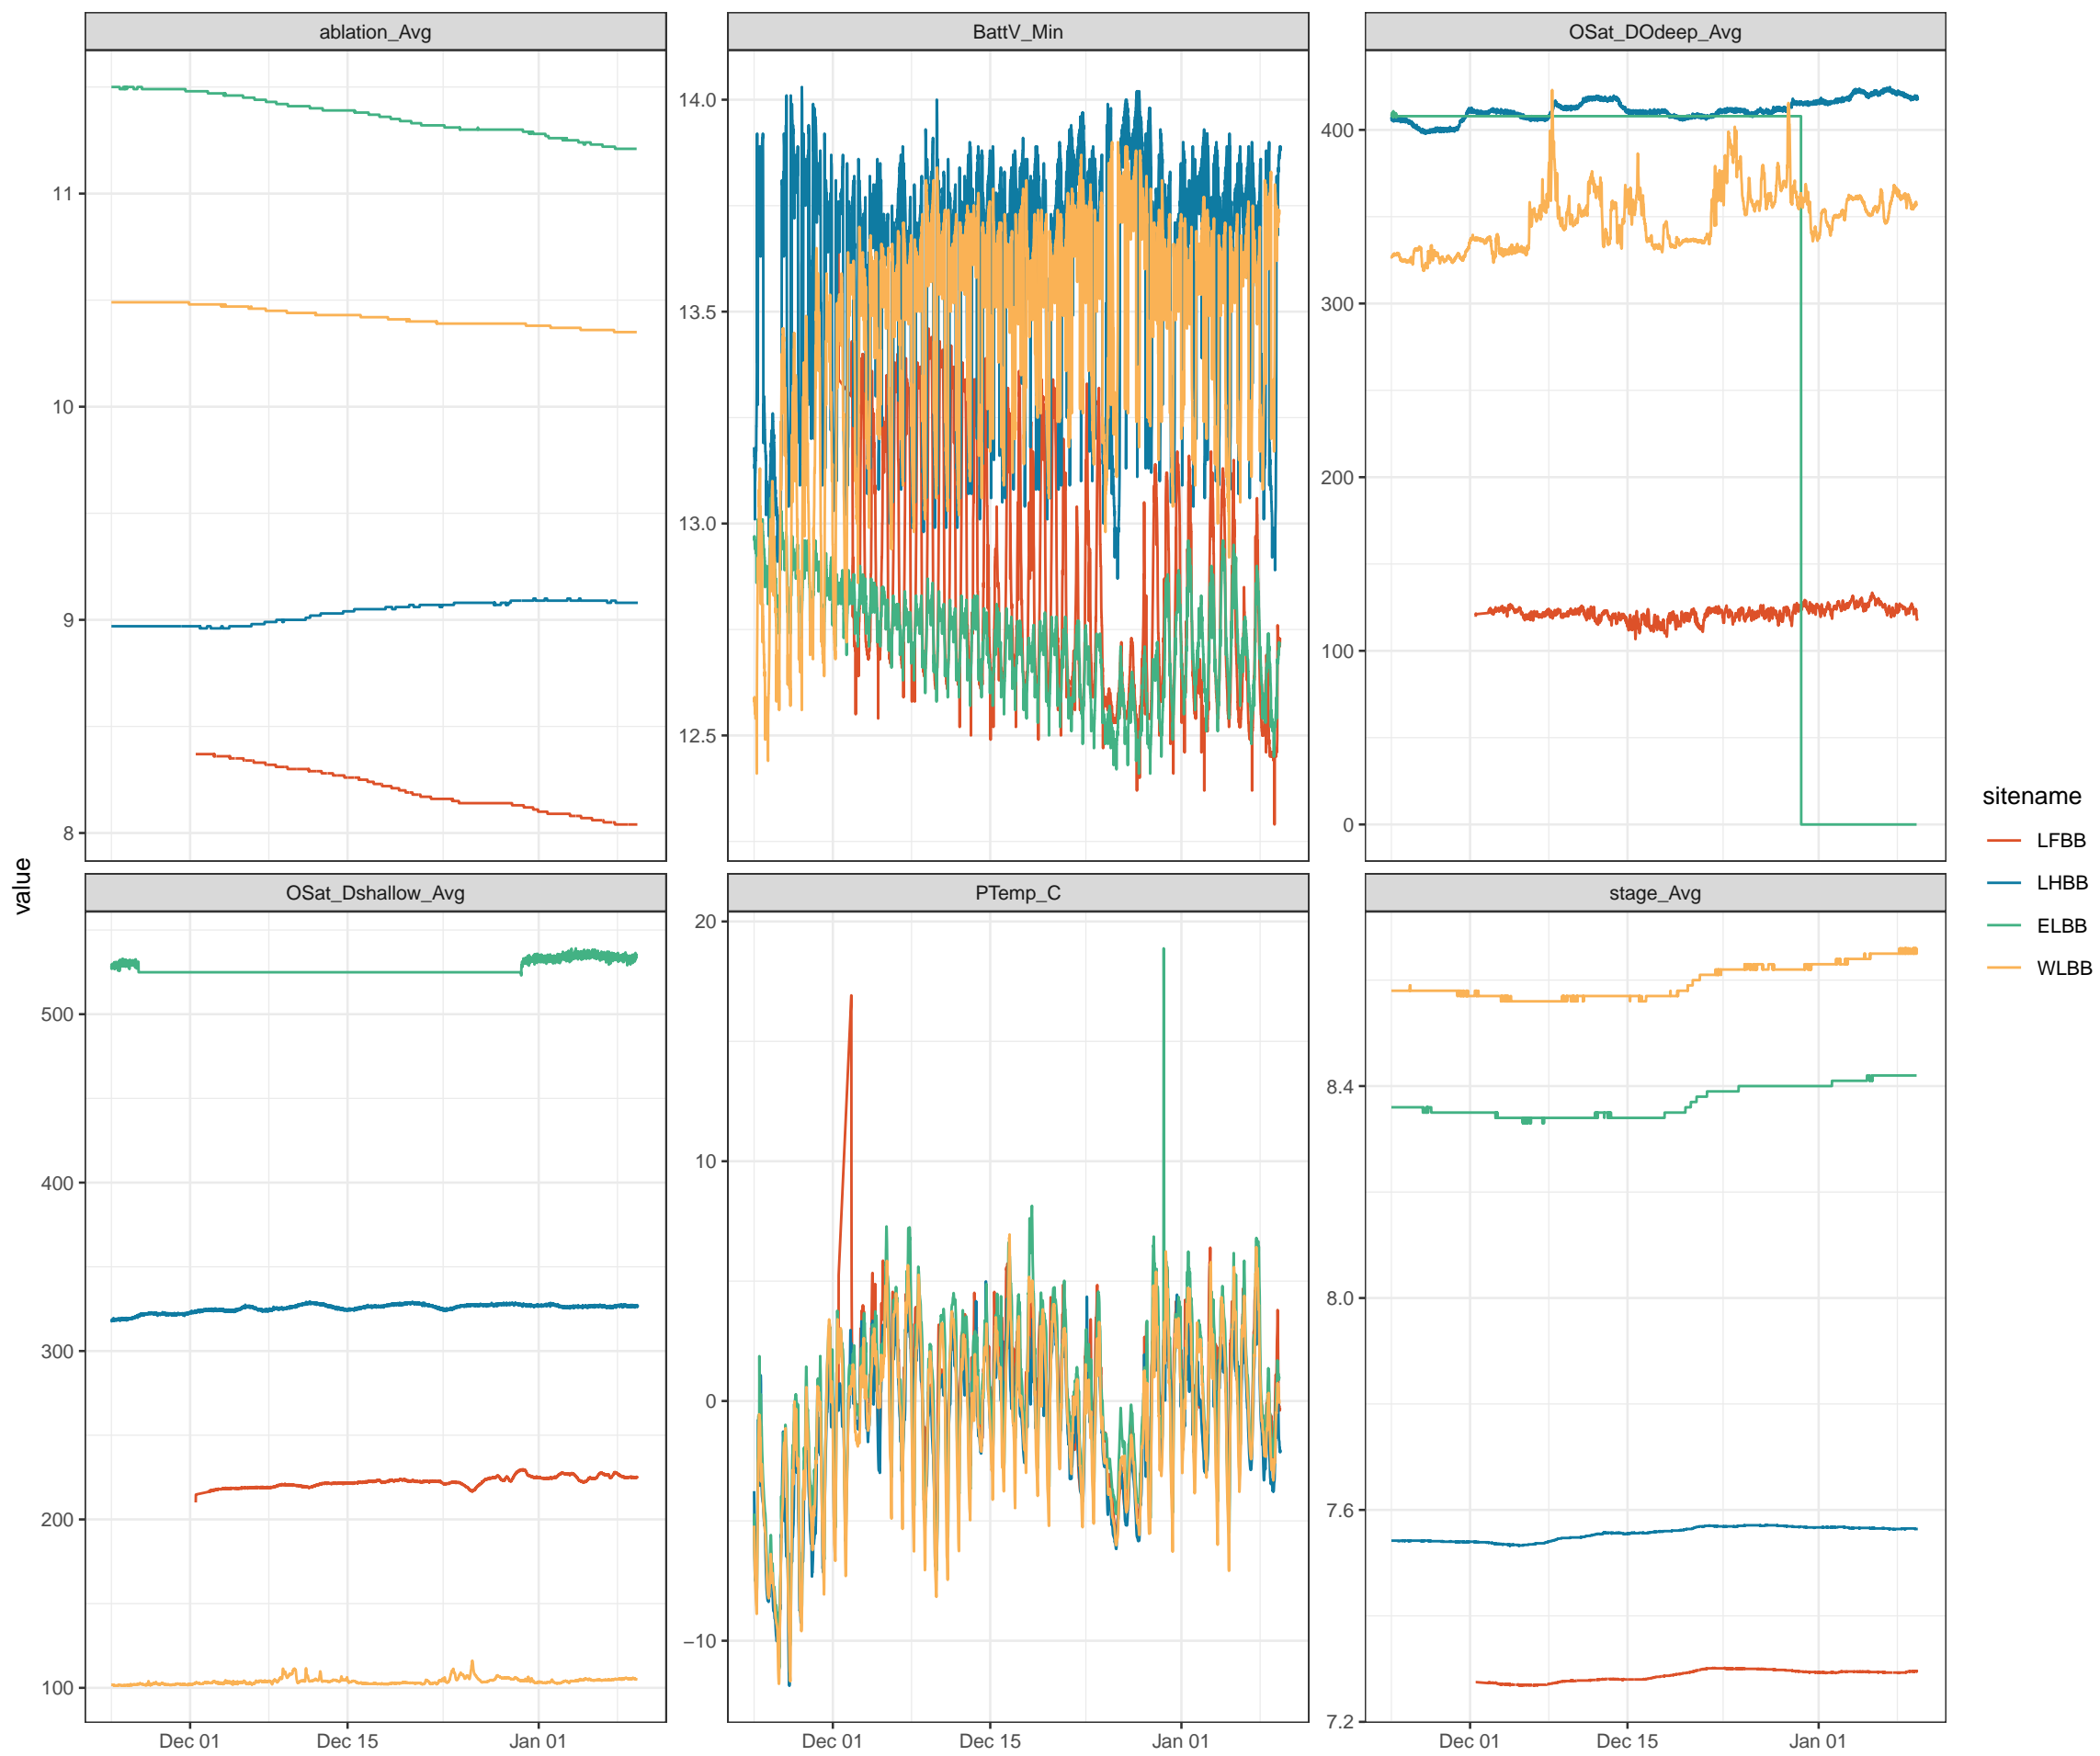 ablation_Avg
BattV_Min
OSat_DOdeep_Avg
11
10
9
8
14.0
13.5
13.0
12.5
400
300
200
100
0
value
OSat_Dshallow_Avg
PTemp_C
stage_Avg
500
400
300
200
100
20
10
0
−10
8.4
8.0
7.6
7.2
Dec 01 Dec 15 Jan 01
Dec 01 Dec 15 Jan 01
Dec 01 Dec 15 Jan 01
sitename
LFBB
LHBB
ELBB
WLBB